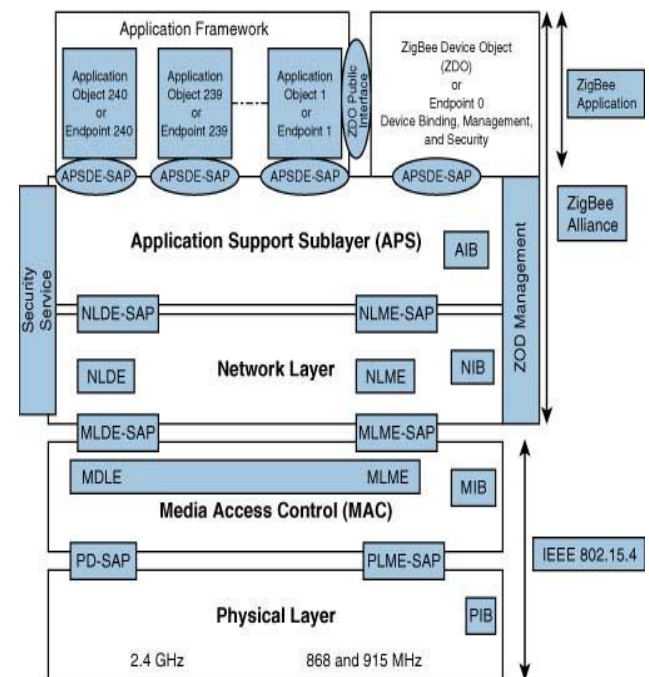 Application Framework
Application
Object 240
or
Endpoint 240
Application
Object 239
or
Endpoint 239
Application
Object 1
or
Endpoint 1
ZDO Public
Interface
ZigBee Device Object
(ZDO)
or
Endpoint 0
Device Binding, Management,
and Security
ZigBee
Application
APSDE-SAP
APSDE-SAP
APSDE-SAP
APSDE-SAP
ZigBee
Alliance
Security
Service
Application Support Sublayer (APS)
AIB
ZOD Management
NLDE-SAP
NLME-SAP
NLDE
Network Layer
NLME
NIB
MLDE-SAP
MLME-SAP
MDLE
MLME
MIB
Media Access Control (MAC)
IEEE 802.15.4
PD-SAP
PLME-SAP
Physical Layer
PIB
2.4 GHz
868 and 915 MHz